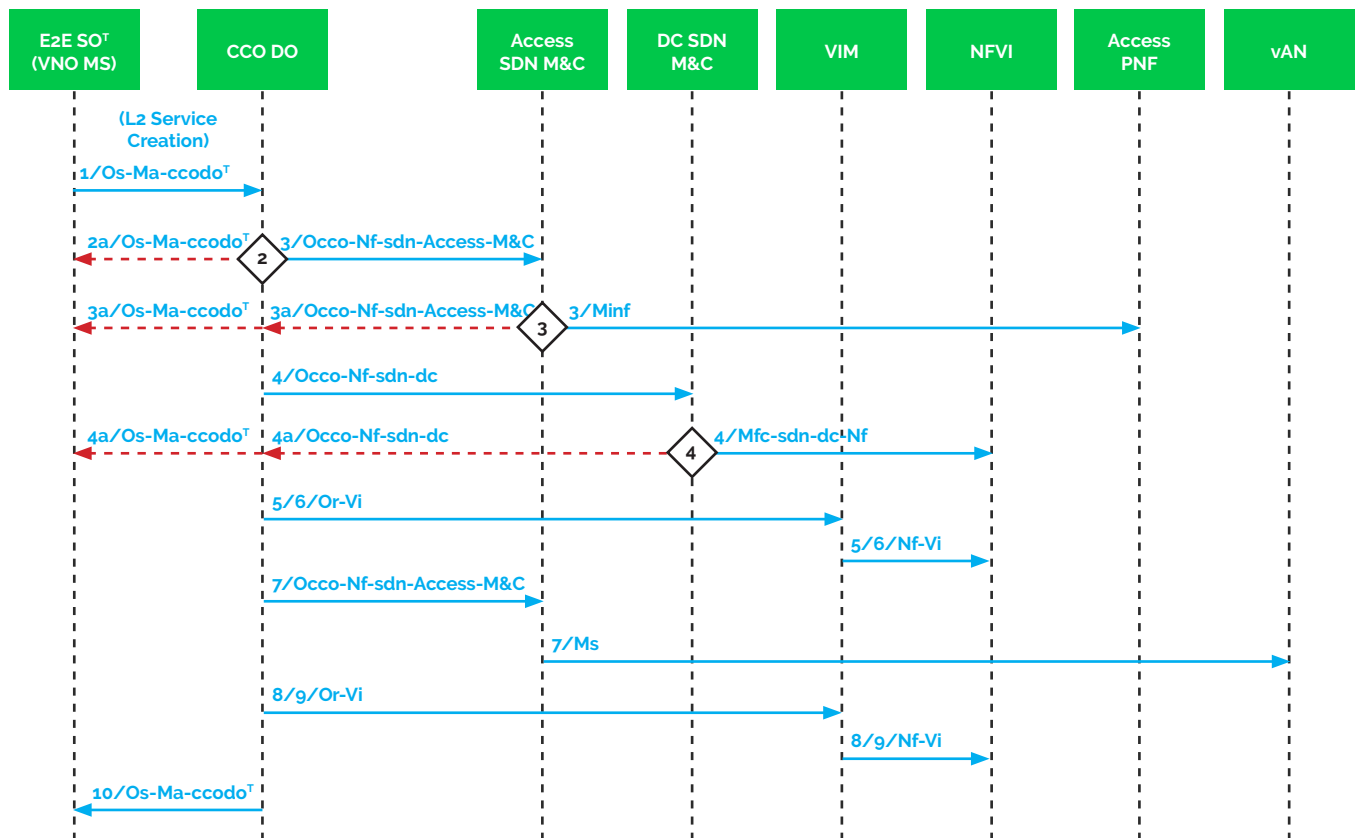 E2E SOᵀ
(VNO MS)
CCO DO
Access
SDN M&C
DC SDN
M&C
VIM
NFVI
Access
PNF
vAN
(L2 Service
Creation)
1/Os-Ma-ccodoᵀ
2a/Os-Ma-ccodoᵀ
2
3/Occo-Nf-sdn-Access-M&C
3a/Os-Ma-ccodoᵀ
3a/Occo-Nf-sdn-Access-M&C
3
3/Minf
4/Occo-Nf-sdn-dc
4a/Os-Ma-ccodoᵀ
4a/Occo-Nf-sdn-dc
4
4/Mfc-sdn-dc-Nf
5/6/Or-Vi
5/6/Nf-Vi
7/Occo-Nf-sdn-Access-M&C
7/Ms
8/9/Or-Vi
8/9/Nf-Vi
10/Os-Ma-ccodoᵀ